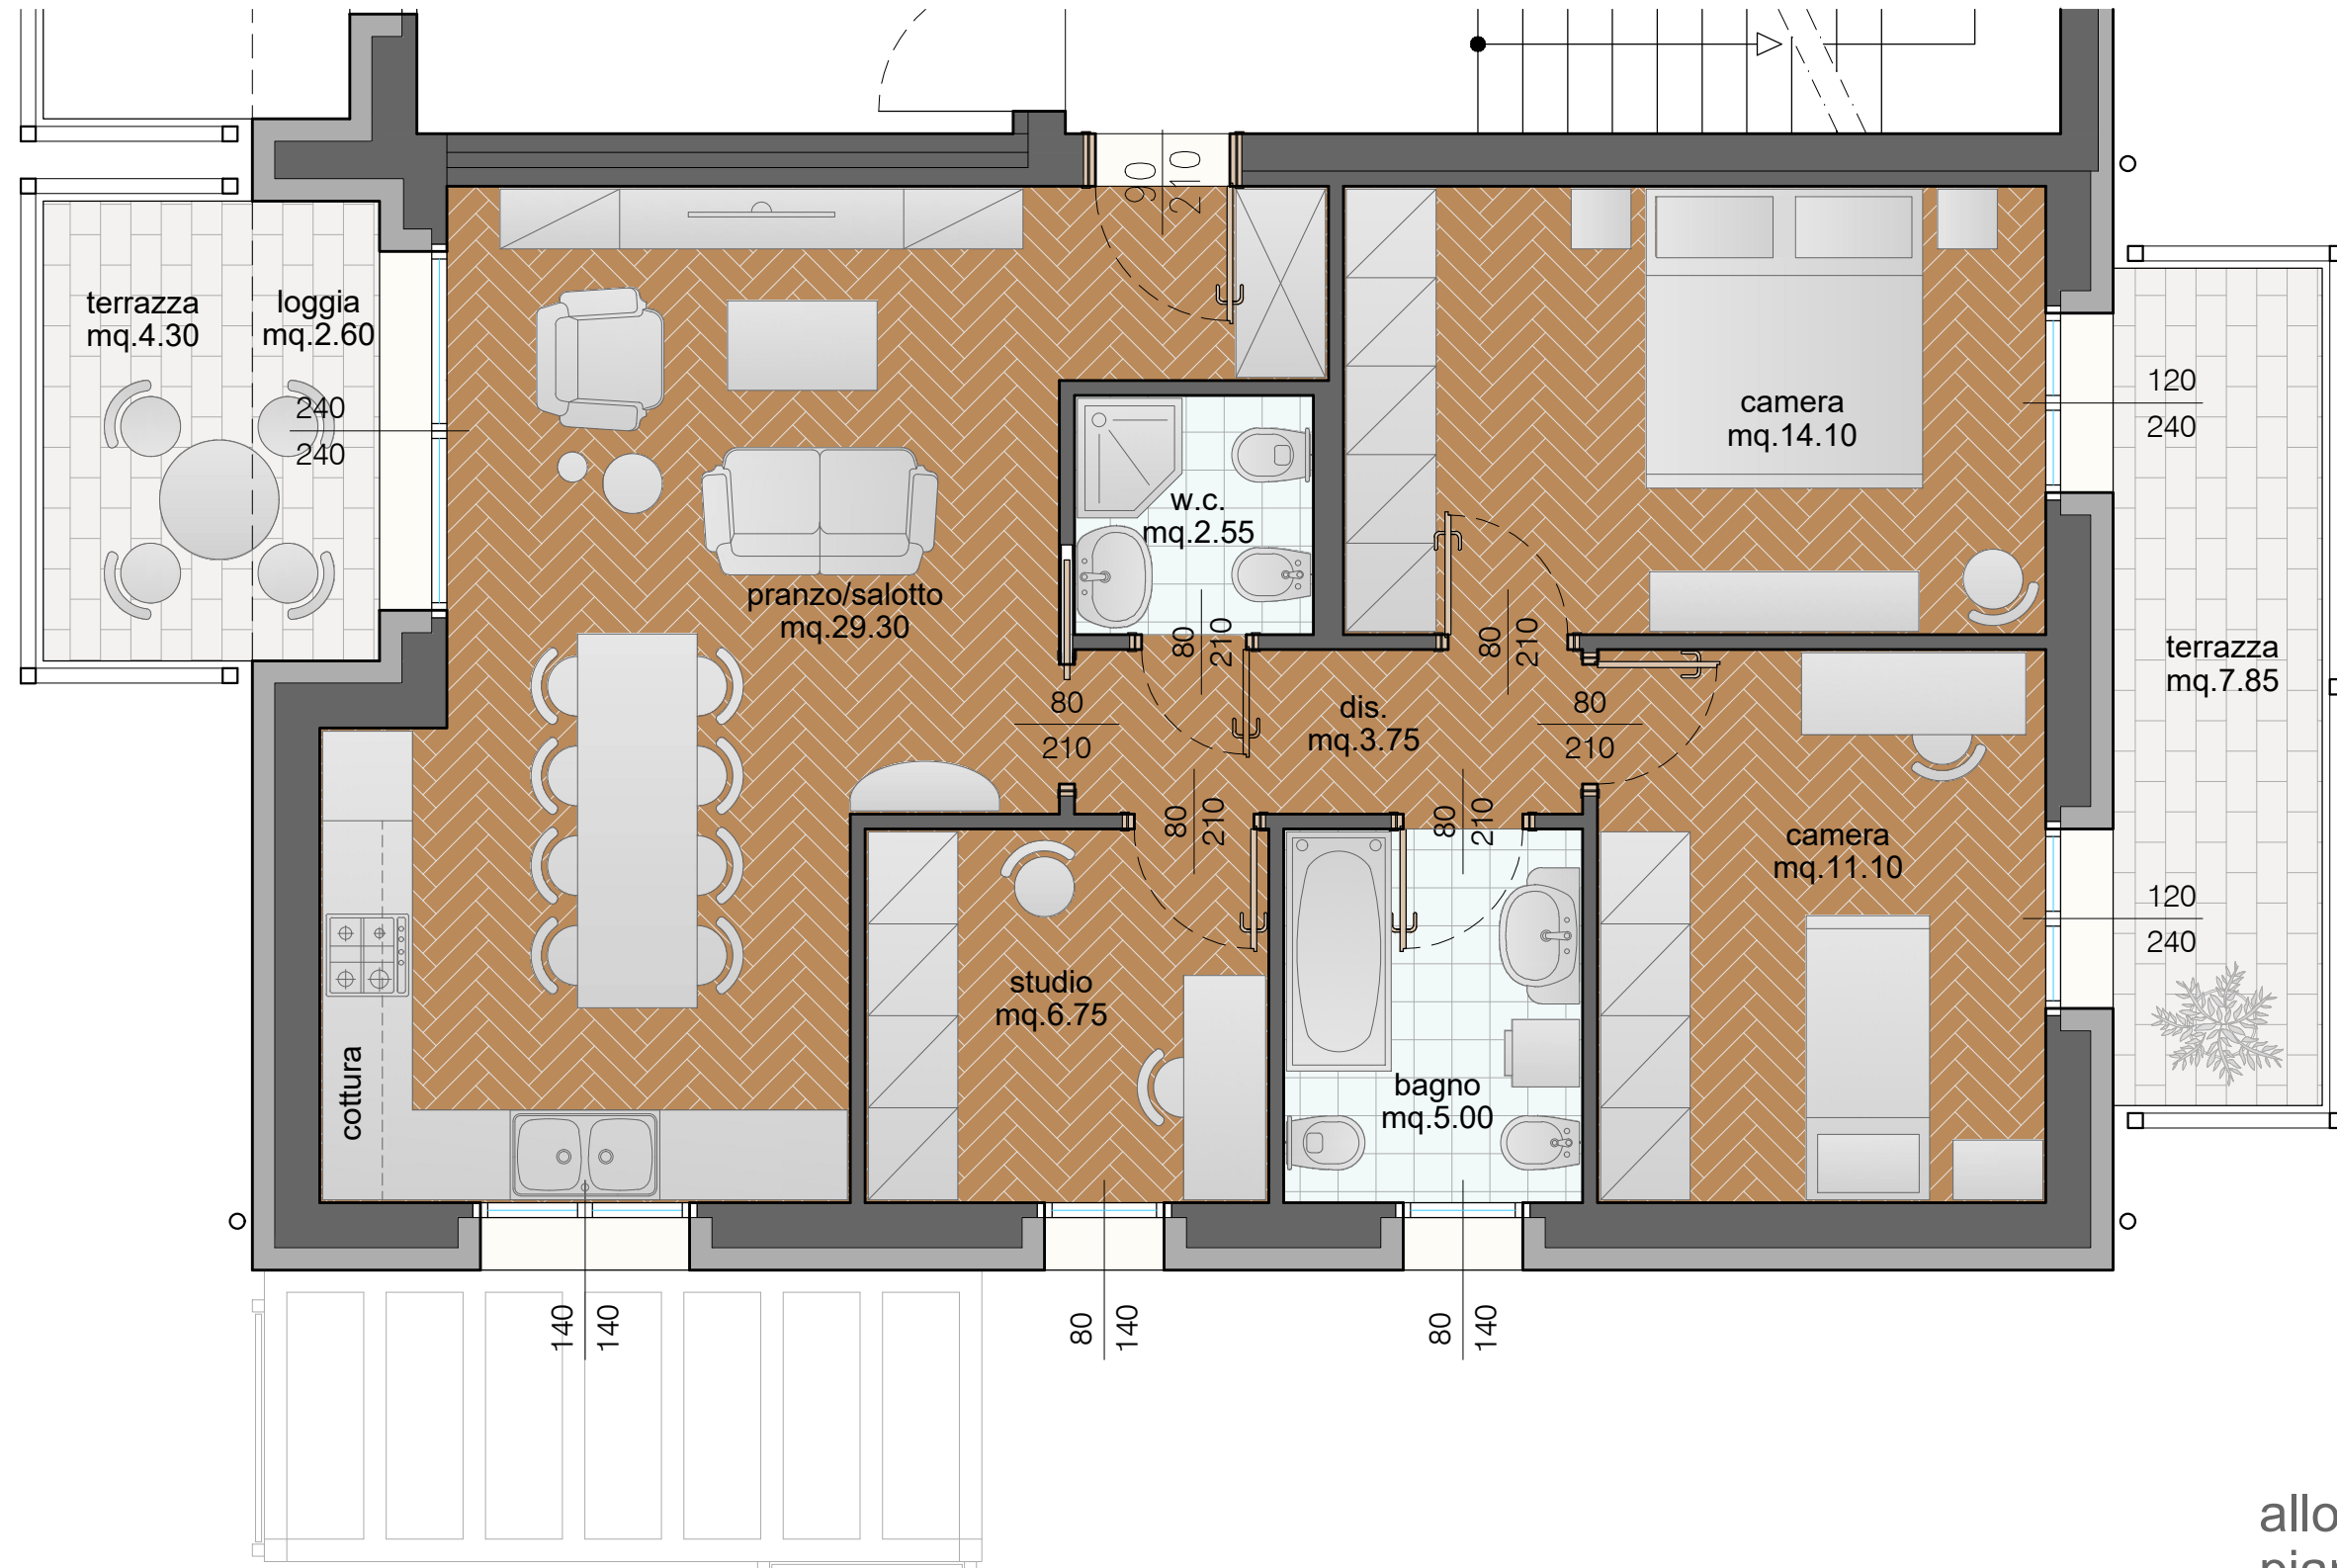 90
210
terrazza
mq.4.30
loggia
mq.2.60
240
240
camera
mq.14.10
120
240
w.c.
mq.2.55
pranzo/salotto
mq.29.30
80
210
80
210
80
210
dis.
mq.3.75
80
210
terrazza
mq.7.85
80
210
80
210
camera
mq.11.10
120
240
studio
mq.6.75
cottura
bagno
mq.5.00
140
140
80
140
80
140
allo